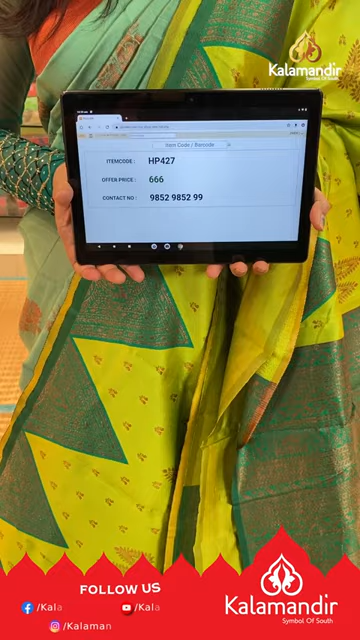 Kalamandir
Symbol Of South
Item Code / Barcode
ITEMCODE : HP427
OFFER PRICE : 666
CONTACT NO : 9852 9852 99
FOLLOW US
/Kala
/Kala
/Kalaman
Kalamandir
Symbol Of South